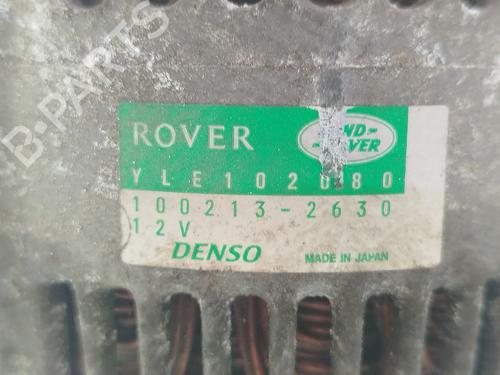 B-PARTS
ROVER
YLE102080
100213-2630
12V
DENSO MADE IN JAPAN